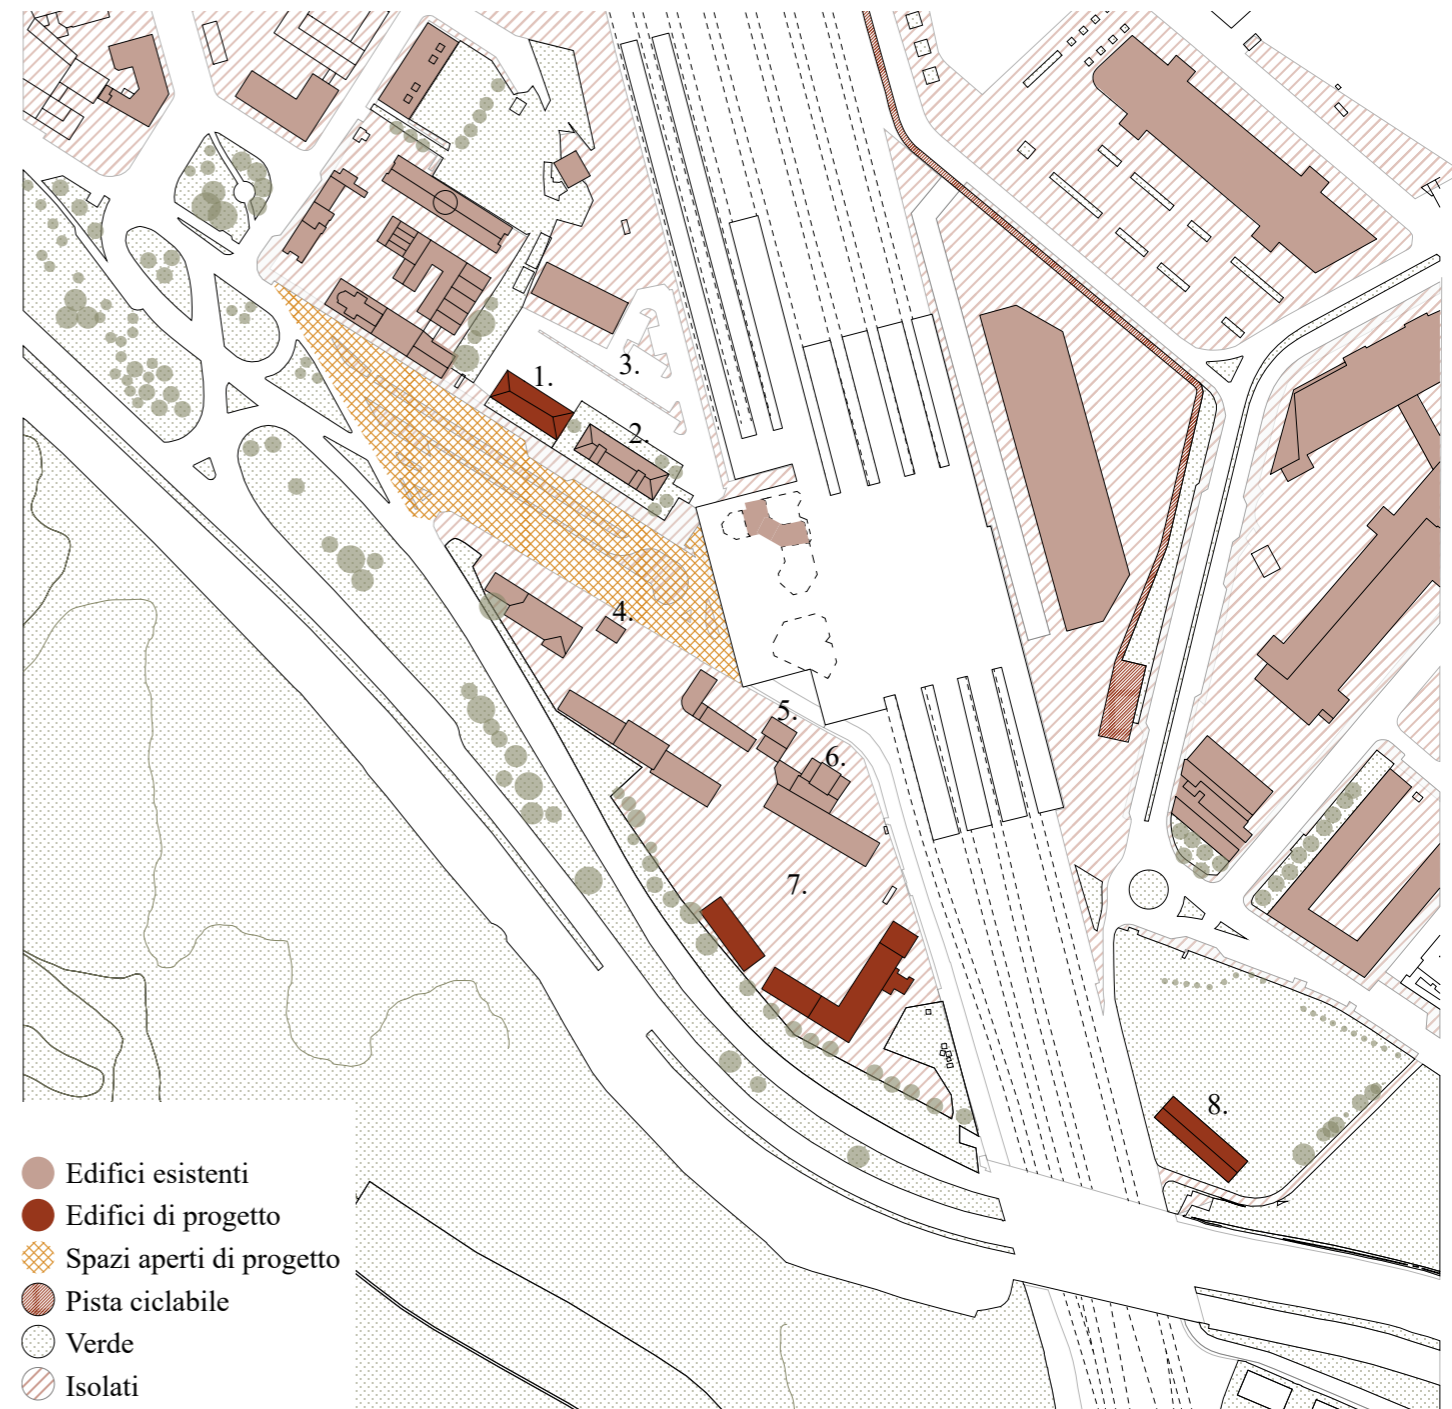 1.
2.
3.
4.
5.
6.
7.
8.
Edifici esistenti
Edifici di progetto
Spazi aperti di progetto
Pista ciclabile
Verde
Isolati